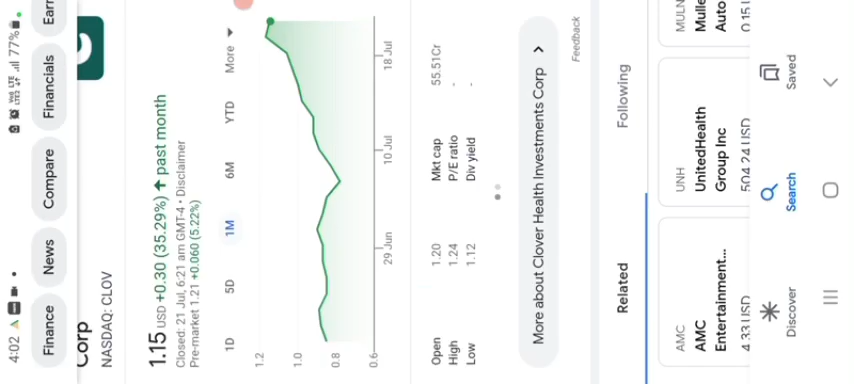 4:02
77%
Finance
News
Compare
Financials
Earn
Corp
NASDAQ: CLOV
1.15 USD +0.30 (35.29%) ↑ past month
Closed: 21 Jul, 6:21 am GMT-4 • Disclaimer
Pre-market 1.21 +0.060 (5.22%)
1D
5D
1M
6M
YTD
More
1.2
1.0
0.8
0.6
29 Jun
10 Jul
18 Jul
Open 1.20 Mkt cap 55.51Cr
High 1.24 P/E ratio -
Low 1.12 Div yield -
More about Clover Health Investments Corp
Feedback
Related
Following
AMC
AMC
Entertainment...
4.33 USD
UNH
UnitedHealth
Group Inc
504.24 USD
MULN
Mulle
Auto
0.15 U
Discover
Search
Saved